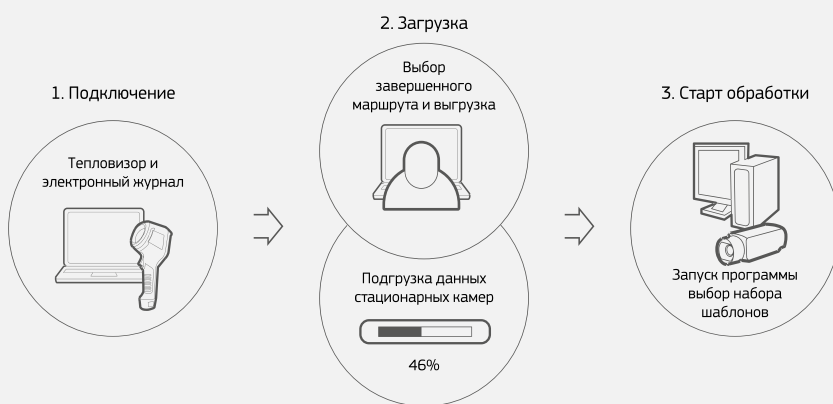 1. Подключение
Тепловизор и
электронный журнал
2. Загрузка
Выбор
завершенного
маршрута и выгрузка
Подгрузка данных
стационарных камер
46%
3. Старт обработки
Запуск программы
выбор набора
шаблонов